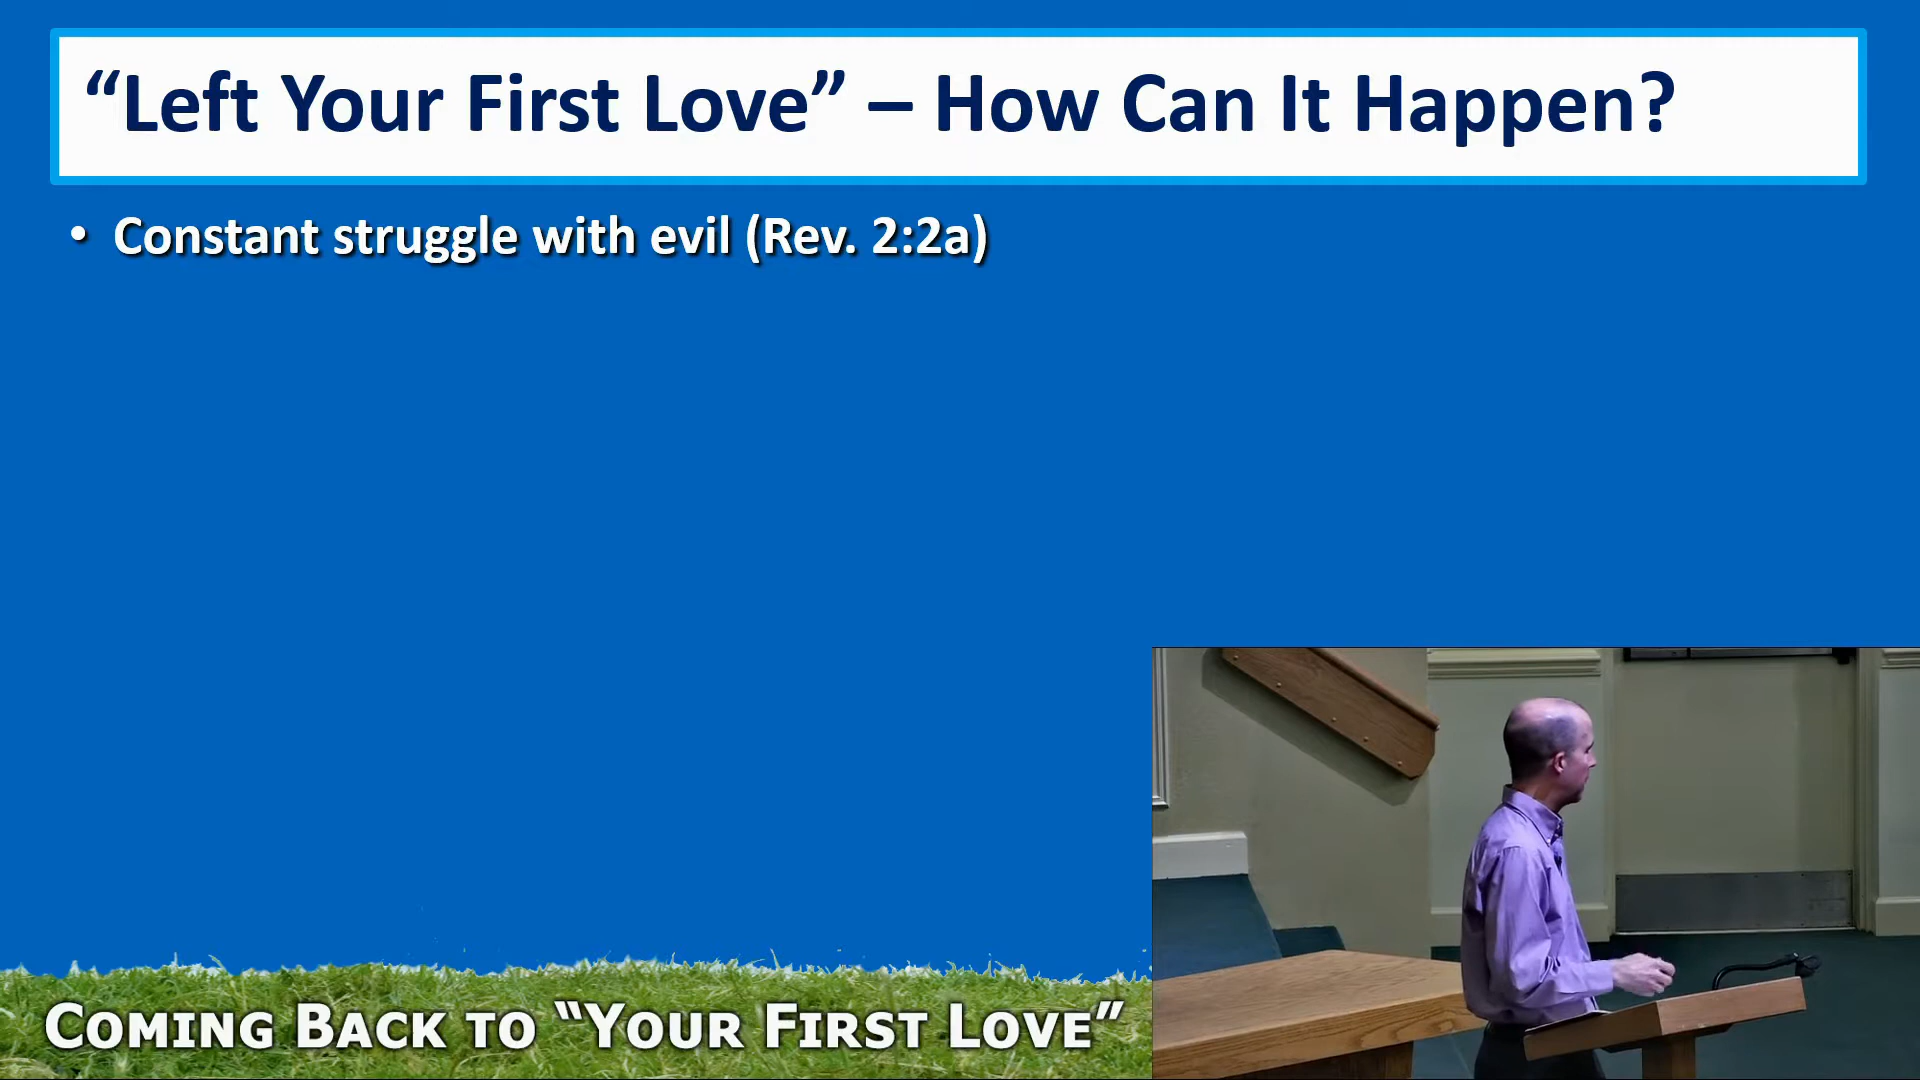 “Left Your First Love” – How Can It Happen?
• Constant struggle with evil (Rev. 2:2a)
Coming Back to “Your First Love”